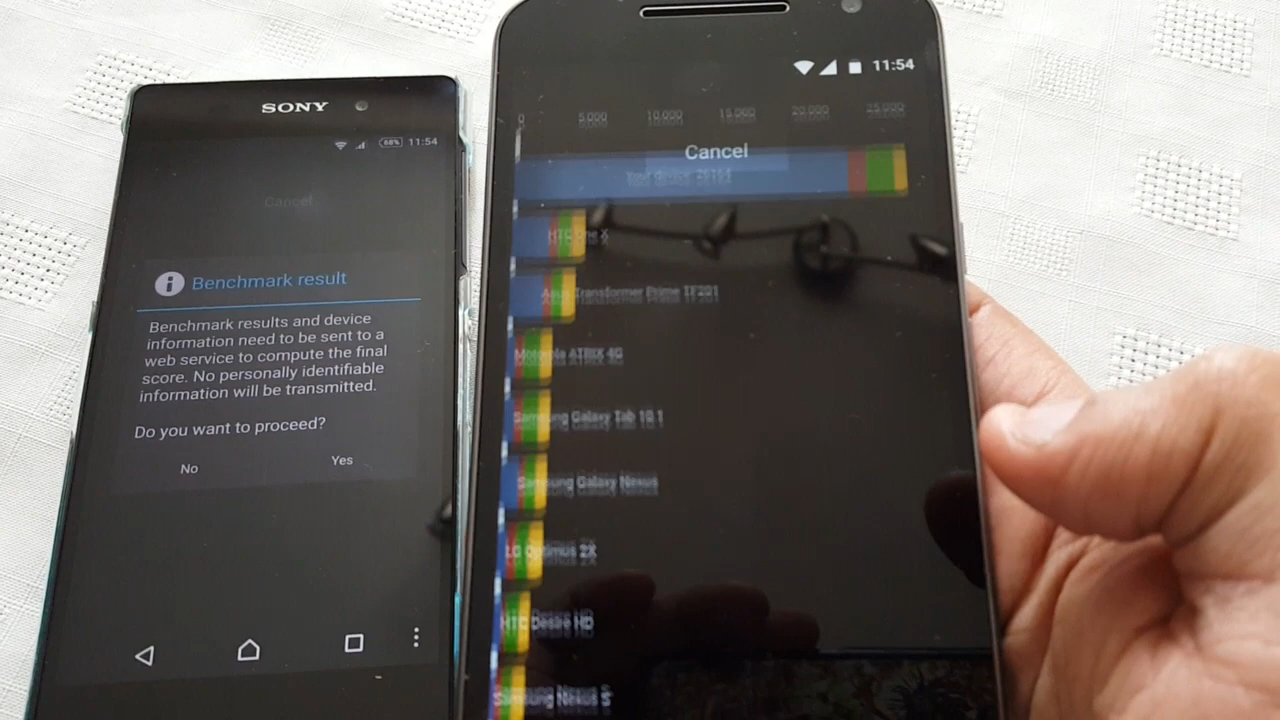 SONY
68% 11:54
Cancel
Benchmark result
Benchmark results and device
information need to be sent to a
web service to compute the final
score. No personally identifiable
information will be transmitted.
Do you want to proceed?
No Yes
11:54
0 5,000 10,000 15,000 20,000 25,000
Cancel
HTC One X
Asus Transformer Prime TF201
Motorola ATRIX 4G
Samsung Galaxy Tab 10.1
Samsung Galaxy Nexus
LG Optimus 2X
HTC Desire HD
Samsung Nexus S